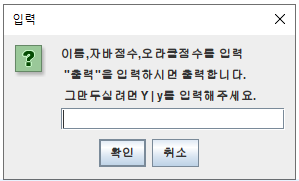 입력
이름,자바점수,오라클점수를 입력
"출력"을 입력하시면 출력합니다.
그만두실려면 Y | y를 입력해주세요.
확인 취소